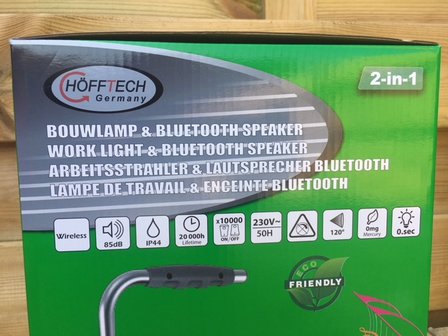 HÖFFTECH
Germany
2-in-1
BOUWLAMP & BLUETOOTH SPEAKER
WORK LIGHT & BLUETOOTH SPEAKER
ARBEITSSTRAHLER & LAUTSPRECHER BLUETOOTH
LAMPE DE TRAVAIL & ENCEINTE BLUETOOTH
Wireless
85dB
IP44
20 000h
Lifetime
x10000
ON/OFF
230V~
50H
120°
0mg
Mercury
0.sec
ECO
FRIENDLY